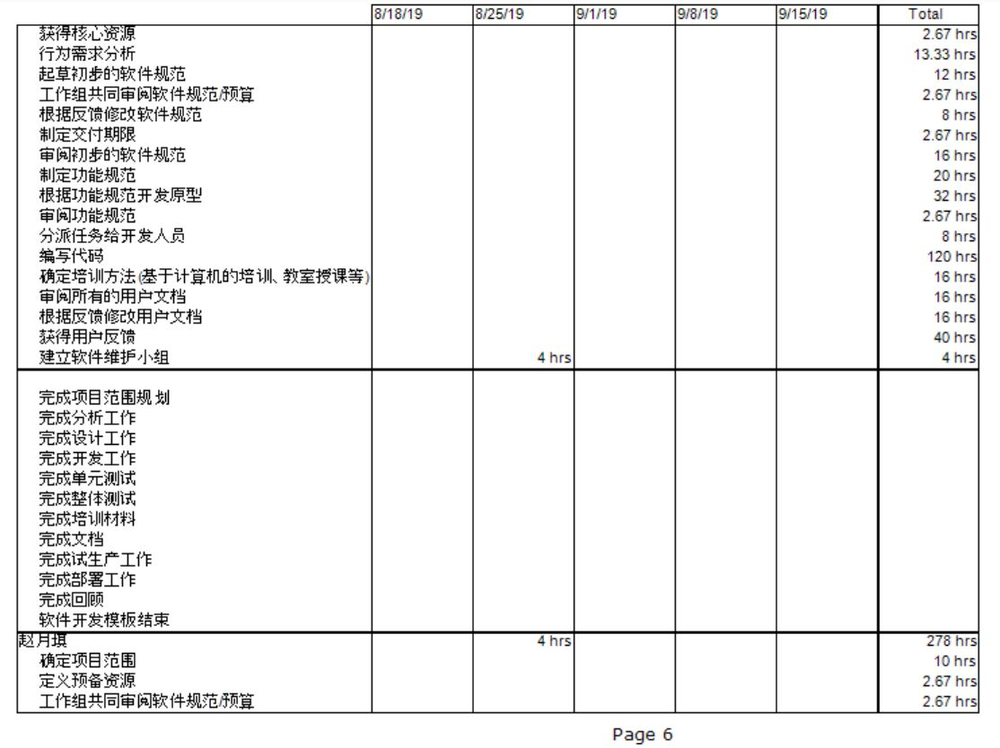 8/18/19 8/25/19 9/1/19 9/8/19 9/15/19 Total
获得核心资源 2.67 hrs
行为需求分析 13.33 hrs
起草初步的软件规范 12 hrs
工作组共同审阅软件规范/预算 2.67 hrs
根据反馈修改软件规范 8 hrs
制定交付期限 2.67 hrs
审阅初步的软件规范 16 hrs
制定功能规范 20 hrs
根据功能规范开发原型 32 hrs
审阅功能规范 2.67 hrs
分派任务给开发人员 8 hrs
编写代码 120 hrs
确定培训方法(基于计算机的培训、教室授课等) 16 hrs
审阅所有的用户文档 16 hrs
根据反馈修改用户文档 16 hrs
获得用户反馈 40 hrs
建立软件维护小组 4 hrs 4 hrs
完成项目范围规划
完成分析工作
完成设计工作
完成开发工作
完成单元测试
完成整体测试
完成培训材料
完成文档
完成试生产工作
完成部署工作
完成回顾
软件开发模板结束
赵月填 4 hrs 278 hrs
确定项目范围 10 hrs
定义预备资源 2.67 hrs
工作组共同审阅软件规范/预算 2.67 hrs
Page 6